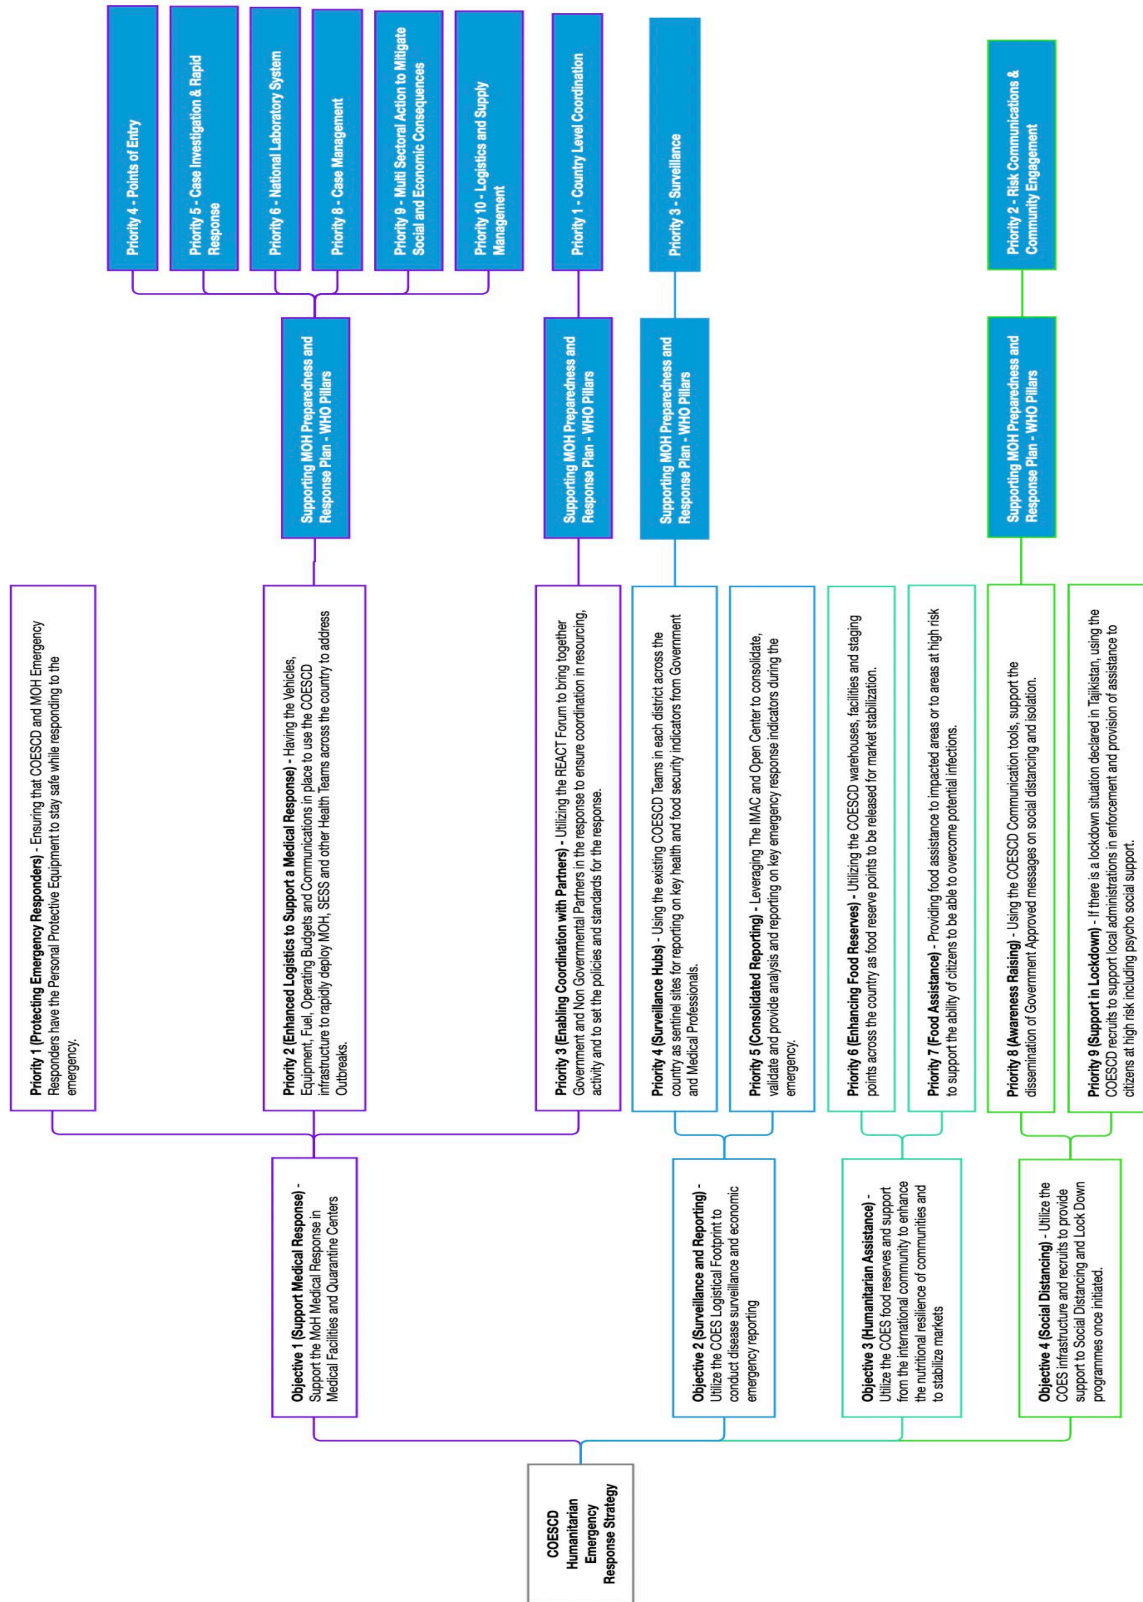 COESCD
Humanitarian
Emergency
Response Strategy
Objective 1 (Support Medical Response) -
Support the MoH Medical Response in
Medical Facilities and Quarantine Centers
Objective 2 (Surveillance and Reporting) -
Utilize the COES Logistical Footprint to
conduct disease surveillance and economic
emergency reporting
Objective 3 (Humanitarian Assistance) -
Utilize the COES food reserves and support
from the international community to enhance
the nutritional resilience of communities and
to stabilize markets
Objective 4 (Social Distancing) - Utilize the
COES infrastructure and recruits to provide
support to Social Distancing and Lock Down
programmes once initiated.
Priority 1 (Protecting Emergency Responders) - Ensuring that COESCD and MOH Emergency
Responders have the Personal Protective Equipment to stay safe while responding to the
emergency.
Priority 2 (Enhanced Logistics to Support a Medical Response) - Having the Vehicles,
Equipment, Fuel, Operating Budgets and Communications in place to use the COESCD
infrastructure to rapidly deploy MOH, SESS and other Health Teams across the country to address
Outbreaks.
Priority 3 (Enabling Coordination with Partners) - Utilizing the REACT Forum to bring together
Government and Non Governmental Partners in the response to ensure coordination in resourcing,
activity and to set the policies and standards for the response.
Priority 4 (Surveillance Hubs) - Using the existing COESCD Teams in each district across the
country as sentinel sites for reporting on key health and food security indicators from Government
and Medical Professionals.
Priority 5 (Consolidated Reporting) - Leveraging The IMAC and Open Center to consolidate,
validate and provide analysis and reporting on key emergency response indicators during the
emergency.
Priority 6 (Enhancing Food Reserves) - Utilizing the COESCD warehouses, facilities and staging
points across the country as food reserve points to be released for market stabilization.
Priority 7 (Food Assistance) - Providing food assistance to impacted areas or to areas at high risk
to support the ability of citizens to be able to overcome potential infections.
Priority 8 (Awareness Raising) - Using the COESCD Communication tools, support the
dissemination of Government Approved messages on social distancing and isolation.
Priority 9 (Support in Lockdown) - If there is a lockdown situation declared in Tajikistan, using the
COESCD recruits to support local administrations in enforcement and provision of assistance to
citizens at high risk including psycho social support.
Supporting MOH Preparedness and
Response Plan - WHO Pillars
Supporting MOH Preparedness and
Response Plan - WHO Pillars
Supporting MOH Preparedness and
Response Plan - WHO Pillars
Supporting MOH Preparedness and
Response Plan - WHO Pillars
Priority 4 - Points of Entry
Priority 5 - Case Investigation & Rapid
Response
Priority 6 - National Laboratory System
Priority 8 - Case Management
Priority 9 - Multi Sectoral Action to Mitigate
Social and Economic Consequences
Priority 10 - Logistics and Supply
Management
Priority 1 - Country Level Coordination
Priority 3 - Surveillance
Priority 2 - Risk Communications &
Community Engagement